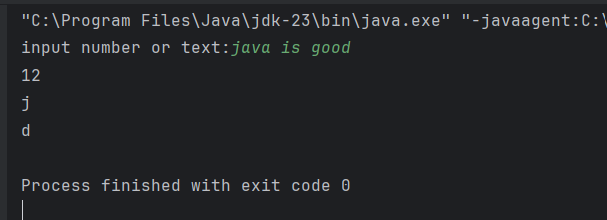 "C:\Program Files\Java\jdk-23\bin\java.exe" "-javaagent:C:\
input number or text:java is good
12
j
d
Process finished with exit code 0